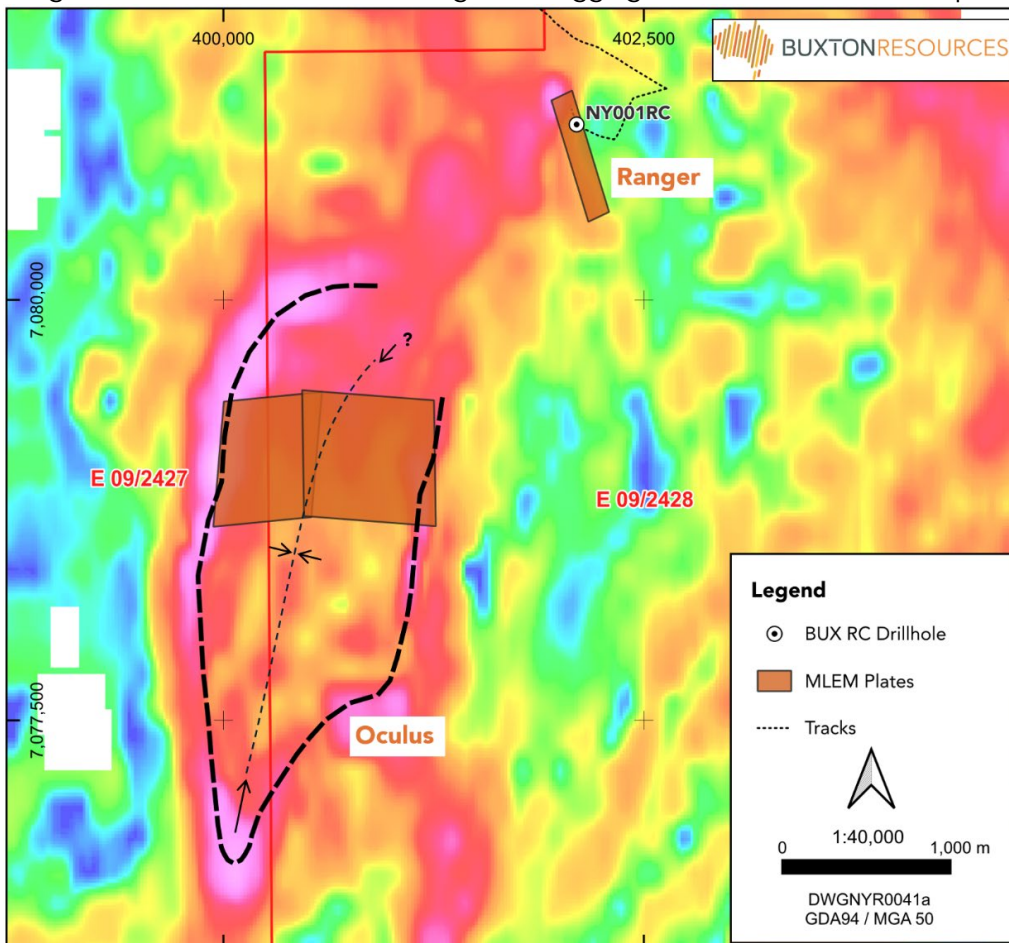 400,000
402,500
BUXTONRESOURCES
NY001RC
Ranger
7,080,000
?
E 09/2427
E 09/2428
7,077,500
Oculus
Legend
BUX RC Drillhole
MLEM Plates
Tracks
1:40,000
0 1,000 m
DWGNYR0041a
GDA94 / MGA 50